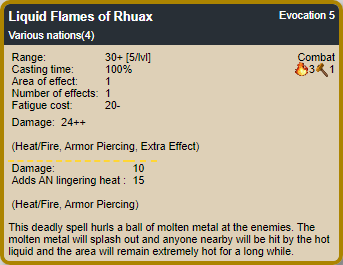 Liquid Flames of Rhuax Evocation 5
Various nations(4)
Range: 30+ [5/lvl] Combat
Casting time: 100% 3 1
Area of effect: 1
Number of effects: 1
Fatigue cost: 20-
Damage: 24++
(Heat/Fire, Armor Piercing, Extra Effect)
Damage: 10
Adds AN lingering heat : 15
(Heat/Fire, Armor Piercing)
This deadly spell hurls a ball of molten metal at the enemies. The
molten metal will splash out and anyone nearby will be hit by the hot
liquid and the area will remain extremely hot for a long while.